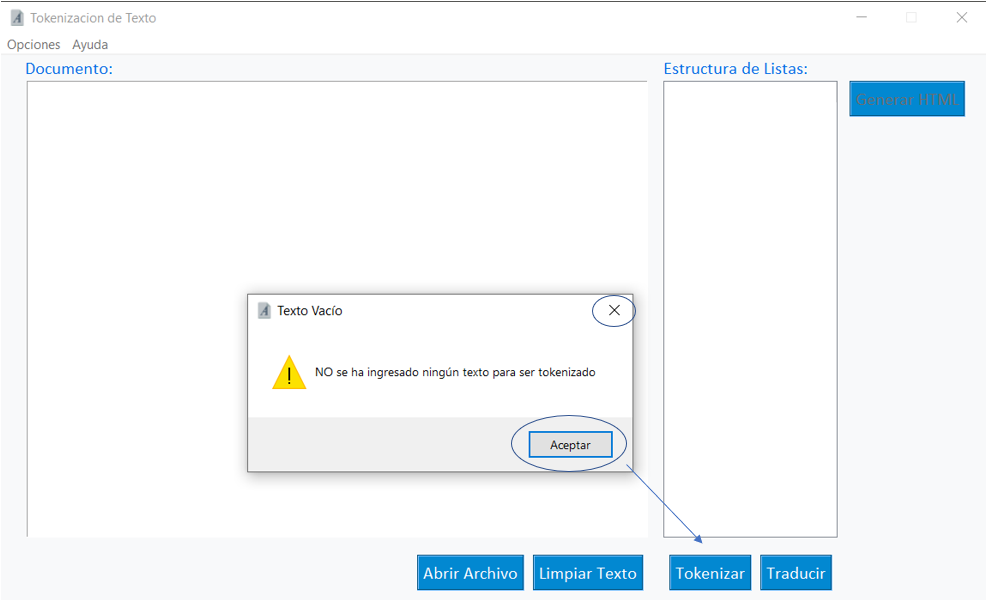 Tokenizacion de Texto
Opciones Ayuda
Documento:
Estructura de Listas:
Generar HTML
Texto Vacío
NO se ha ingresado ningún texto para ser tokenizado
Aceptar
Abrir Archivo
Limpiar Texto
Tokenizar
Traducir